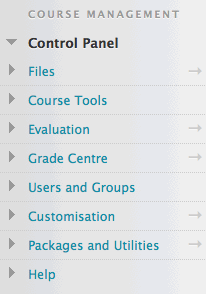 COURSE MANAGEMENT
Control Panel
Files
Course Tools
Evaluation
Grade Centre
Users and Groups
Customisation
Packages and Utilities
Help